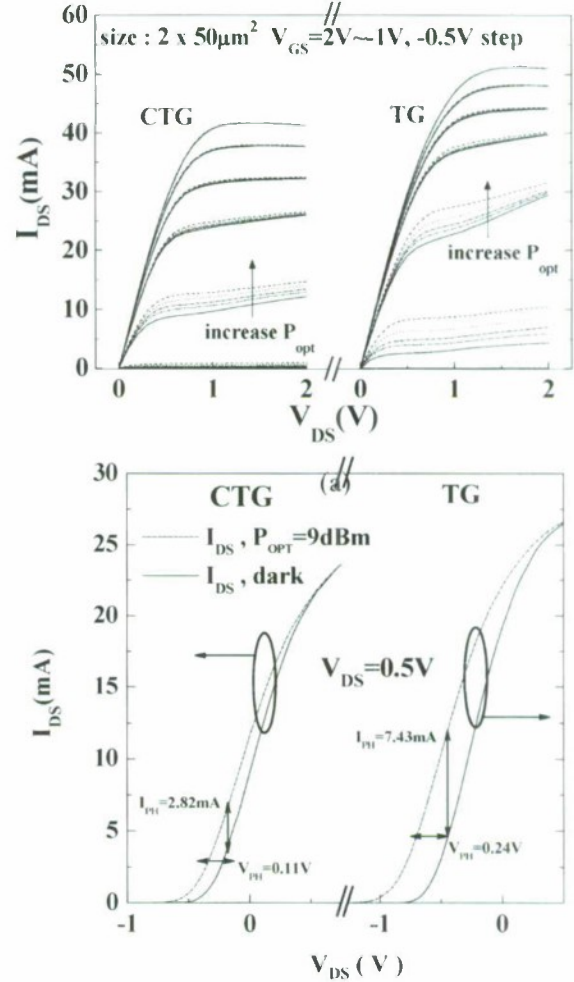 60
size : 2 x 50μm² V_GS=2V~-1V, -0.5V step
50
CTG
TG
40
30
20
10
0
I_DS(mA)
increase P_opt
increase P_opt
0 1 2 0 1 2
V_DS(V)
(a)
30
CTG
TG
I_DS , P_OPT=9dBm
I_DS , dark
25
20
V_DS=0.5V
15
I_DS(mA)
I_PH=7.43mA
10
I_PH=2.82mA
5
V_PH=0.11V
V_PH=0.24V
0
-1 0 -1 0
V_DS ( V )